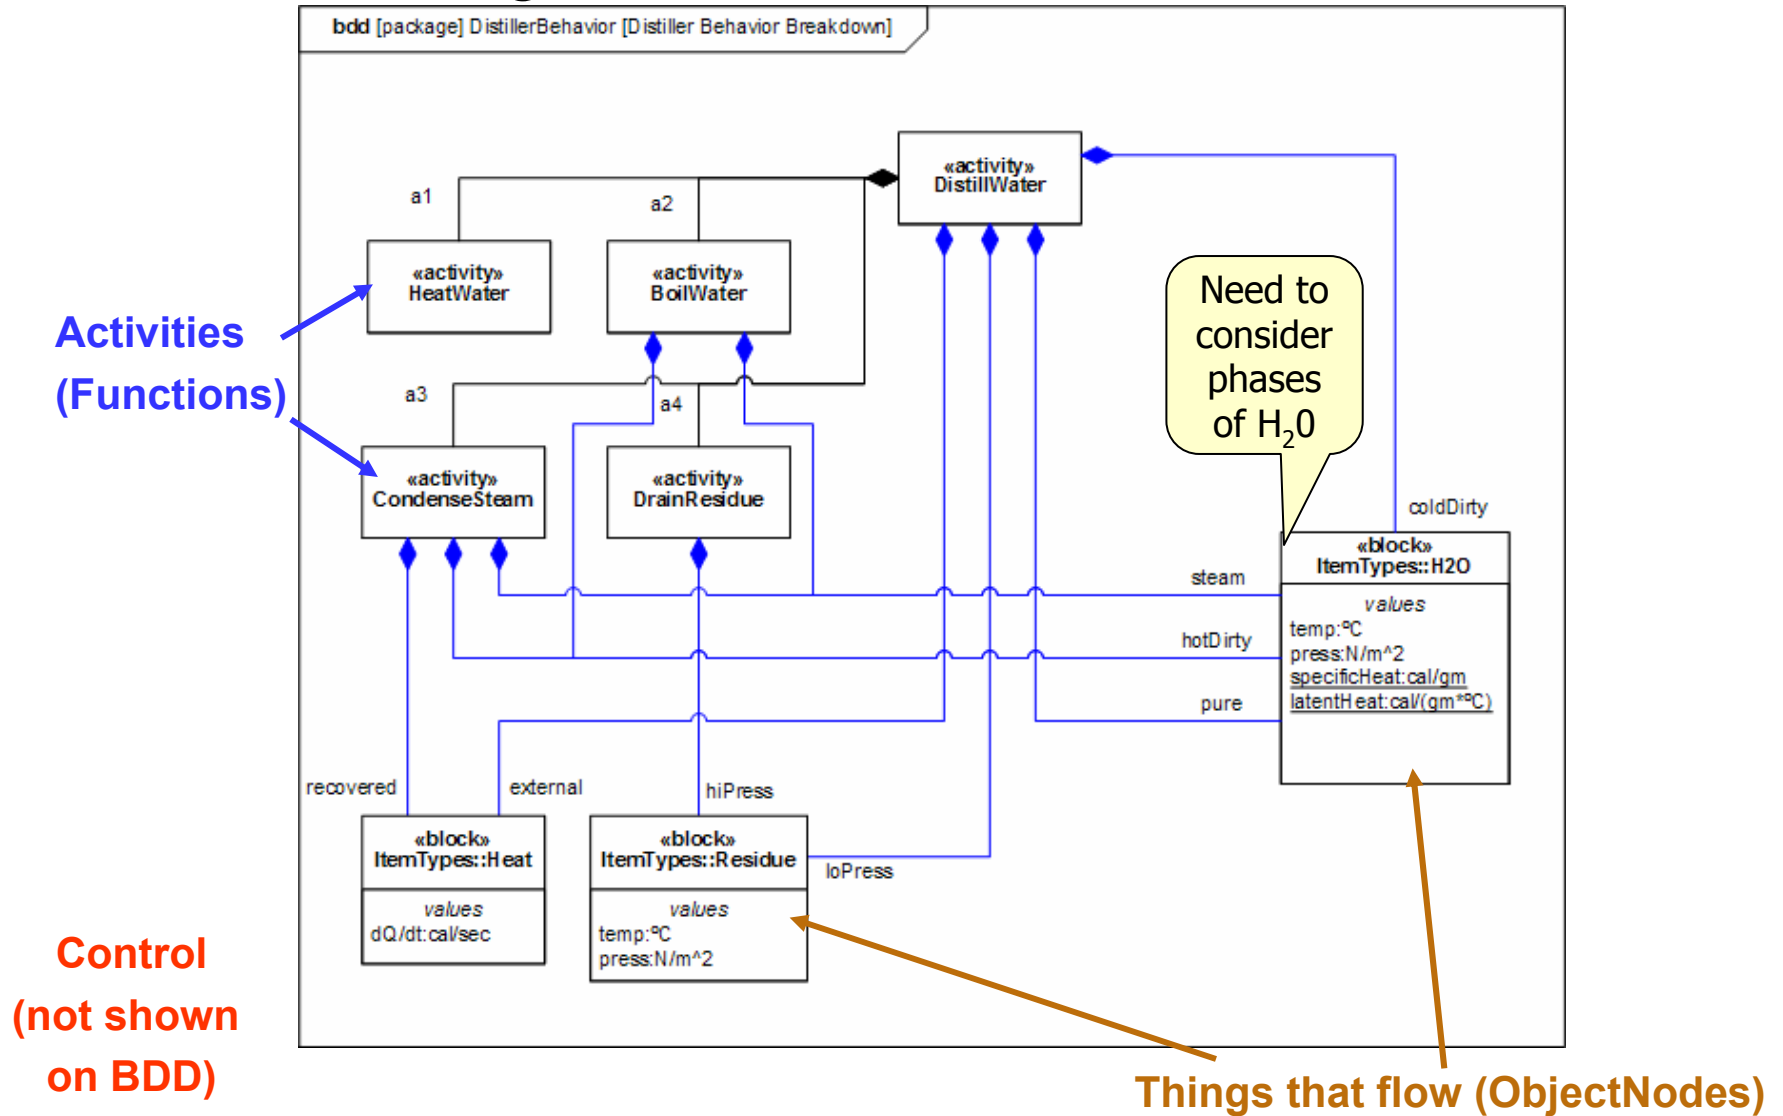 bdd [package] DistillerBehavior [Distiller Behavior Breakdown]
«activity»
DistillWater
a1
a2
«activity»
HeatWater
«activity»
BoilWater
Need to
consider
phases
of H₂0
Activities
(Functions)
a3
a4
«activity»
CondenseSteam
«activity»
DrainResidue
coldDirty
«block»
ItemTypes::H2O
values
temp:ºC
press:N/m^2
specificHeat:cal/gm
latentHeat:cal/(gm*ºC)
steam
hotDirty
pure
recovered
external
hiPress
«block»
ItemTypes::Heat
values
dQ/dt:cal/sec
«block»
ItemTypes::Residue
values
temp:ºC
press:N/m^2
loPress
Control
(not shown
on BDD)
Things that flow (ObjectNodes)